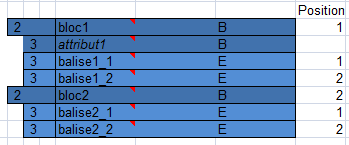 Position
2 bloc1 B 1
3 attribut1 B
3 balise1_1 E 1
3 balise1_2 E 2
2 bloc2 B 2
3 balise2_1 E 1
3 balise2_2 E 2